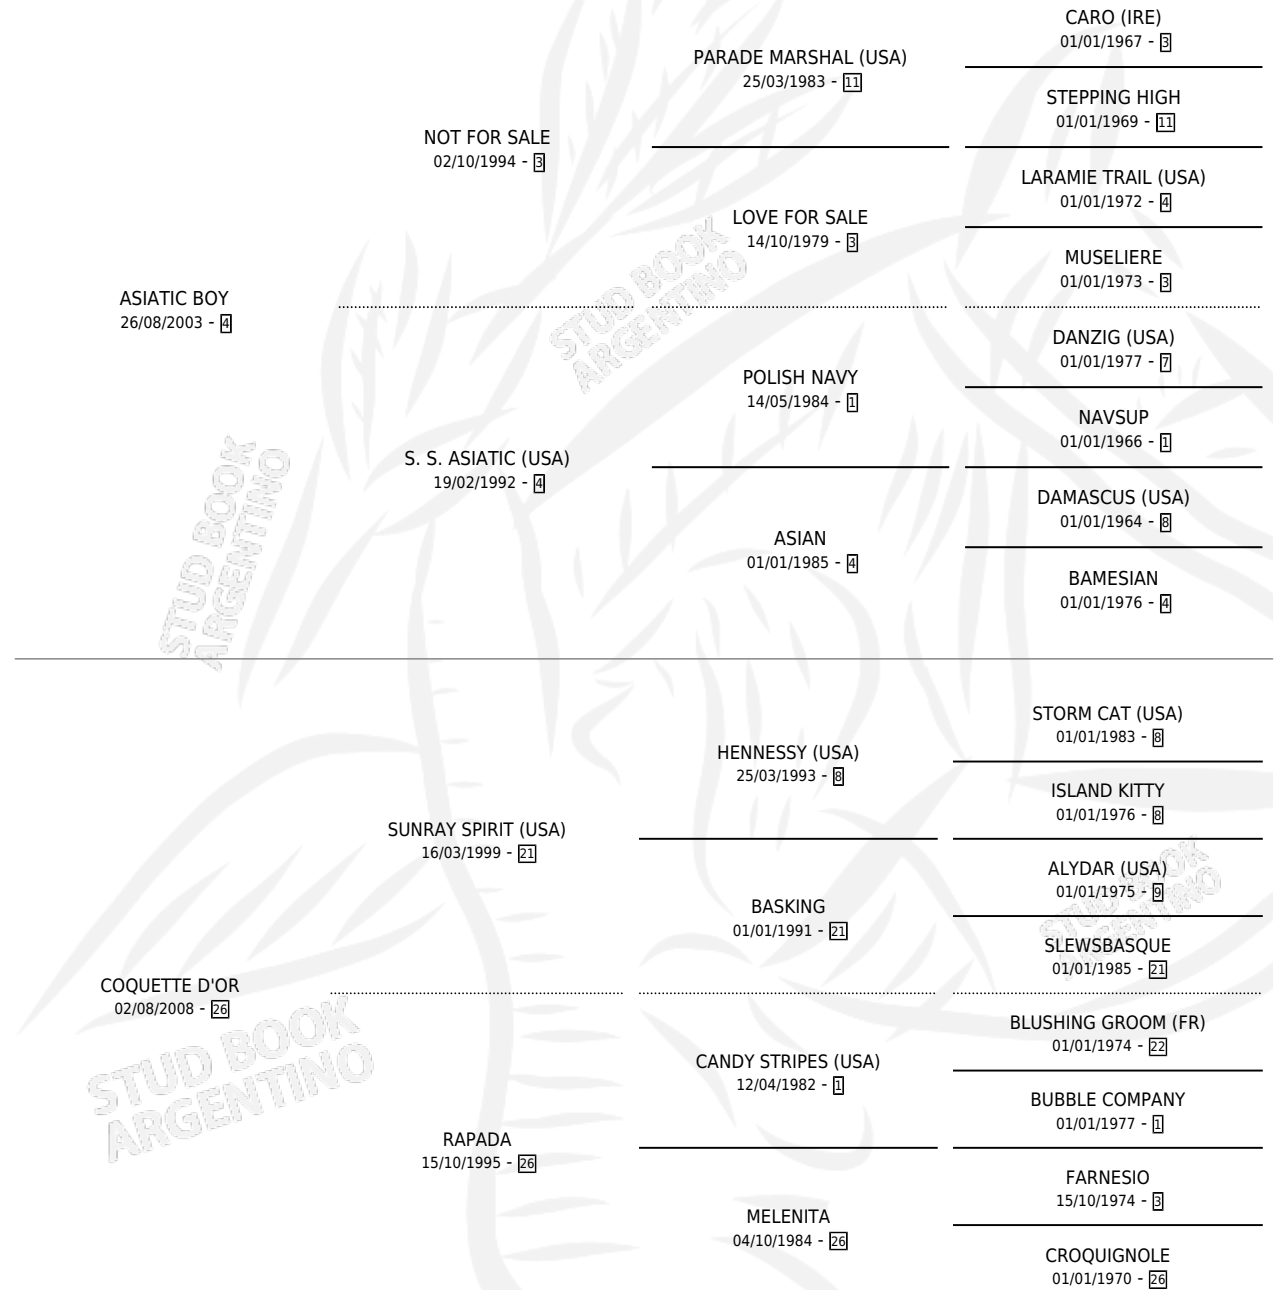 CARO (IRE)
01/01/1967 - 3
PARADE MARSHAL (USA)
25/03/1983 - 11
STEPPING HIGH
01/01/1969 - 11
NOT FOR SALE
02/10/1994 - 3
LARAMIE TRAIL (USA)
01/01/1972 - 4
LOVE FOR SALE
14/10/1979 - 3
MUSELIERE
01/01/1973 - 3
ASIATIC BOY
26/08/2003 - 4
DANZIG (USA)
01/01/1977 - 7
POLISH NAVY
14/05/1984 - 1
NAVSUP
01/01/1966 - 1
S. S. ASIATIC (USA)
19/02/1992 - 4
DAMASCUS (USA)
01/01/1964 - 8
ASIAN
01/01/1985 - 4
BAMESIAN
01/01/1976 - 4
STORM CAT (USA)
01/01/1983 - 8
HENNESSY (USA)
25/03/1993 - 8
ISLAND KITTY
01/01/1976 - 8
SUNRAY SPIRIT (USA)
16/03/1999 - 21
ALYDAR (USA)
01/01/1975 - 9
BASKING
01/01/1991 - 21
SLEWSBASQUE
01/01/1985 - 21
COQUETTE D'OR
02/08/2008 - 26
BLUSHING GROOM (FR)
01/01/1974 - 22
CANDY STRIPES (USA)
12/04/1982 - 1
BUBBLE COMPANY
01/01/1977 - 1
RAPADA
15/10/1995 - 26
FARNESIO
15/10/1974 - 3
MELENITA
04/10/1984 - 26
CROQUIGNOLE
01/01/1970 - 26
STUD BOOK
ARGENTINO
STUD BOOK
ARGENTINO
STUD BOOK
ARGENTINO
STUD BOOK
ARGENTINO